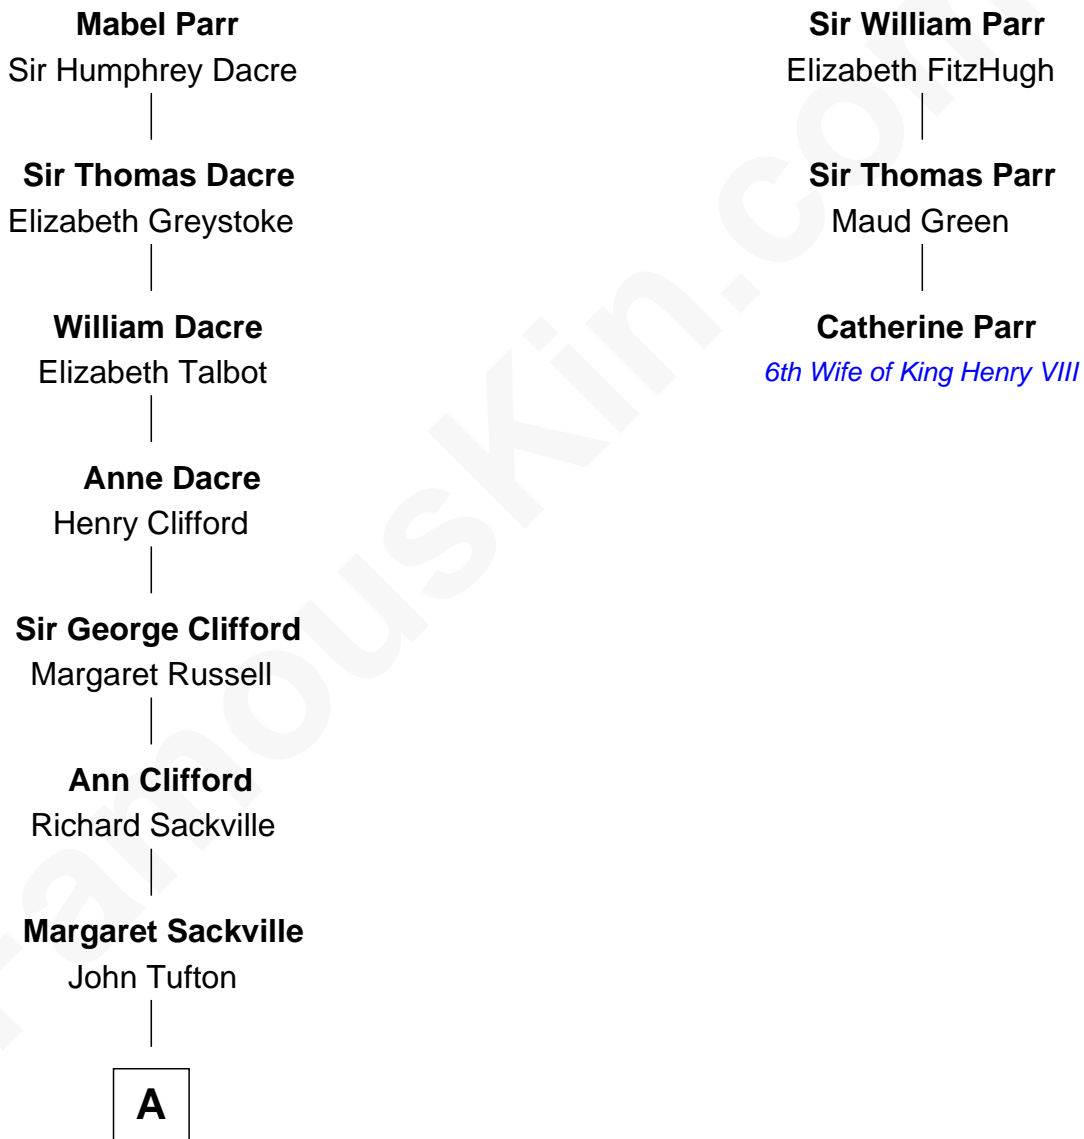 Mabel Parr
Sir Humphrey Dacre
Sir William Parr
Elizabeth FitzHugh
Sir Thomas Dacre
Elizabeth Greystoke
Sir Thomas Parr
Maud Green
William Dacre
Elizabeth Talbot
Catherine Parr
6th Wife of King Henry VIII
Anne Dacre
Henry Clifford
Sir George Clifford
Margaret Russell
Ann Clifford
Richard Sackville
Margaret Sackville
John Tufton
A
FamousKin.com